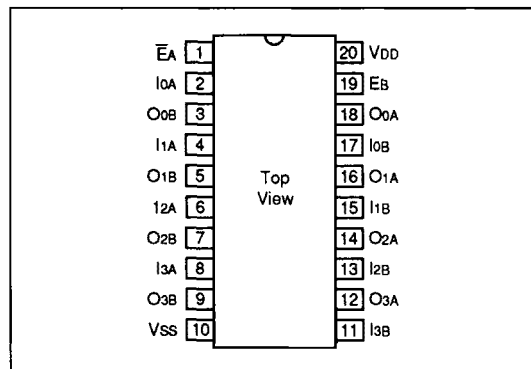 E̅A 1 20 VDD
I0A 2 19 EB
O0B 3 18 O0A
I1A 4 17 I0B
O1B 5 16 O1A
Top
I2A 6 15 I1B
View
O2B 7 14 O2A
I3A 8 13 I2B
O3B 9 12 O3A
VSS 10 11 I3B